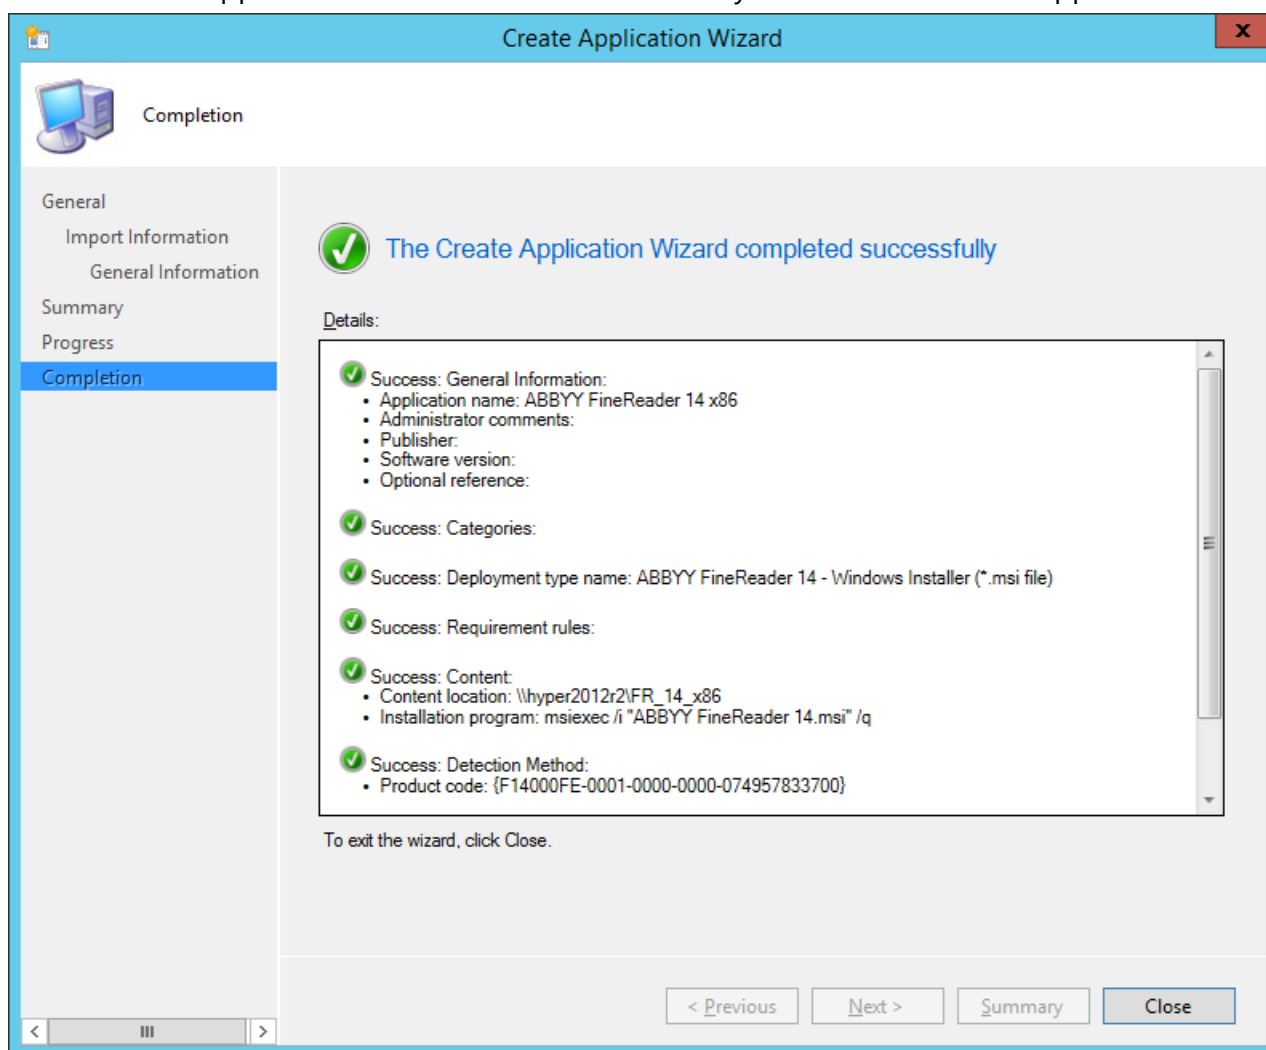 Create Application Wizard
x
Completion
General
Import Information
General Information
Summary
Progress
Completion
The Create Application Wizard completed successfully
Details:
Success: General Information:
• Application name: ABBYY FineReader 14 x86
• Administrator comments:
• Publisher:
• Software version:
• Optional reference:
Success: Categories:
Success: Deployment type name: ABBYY FineReader 14 - Windows Installer (*.msi file)
Success: Requirement rules:
Success: Content:
• Content location: \\hyper2012r2\FR_14_x86
• Installation program: msiexec /i "ABBYY FineReader 14.msi" /q
Success: Detection Method:
• Product code: {F14000FE-0001-0000-0000-074957833700}
To exit the wizard, click Close.
< Previous
Next >
Summary
Close